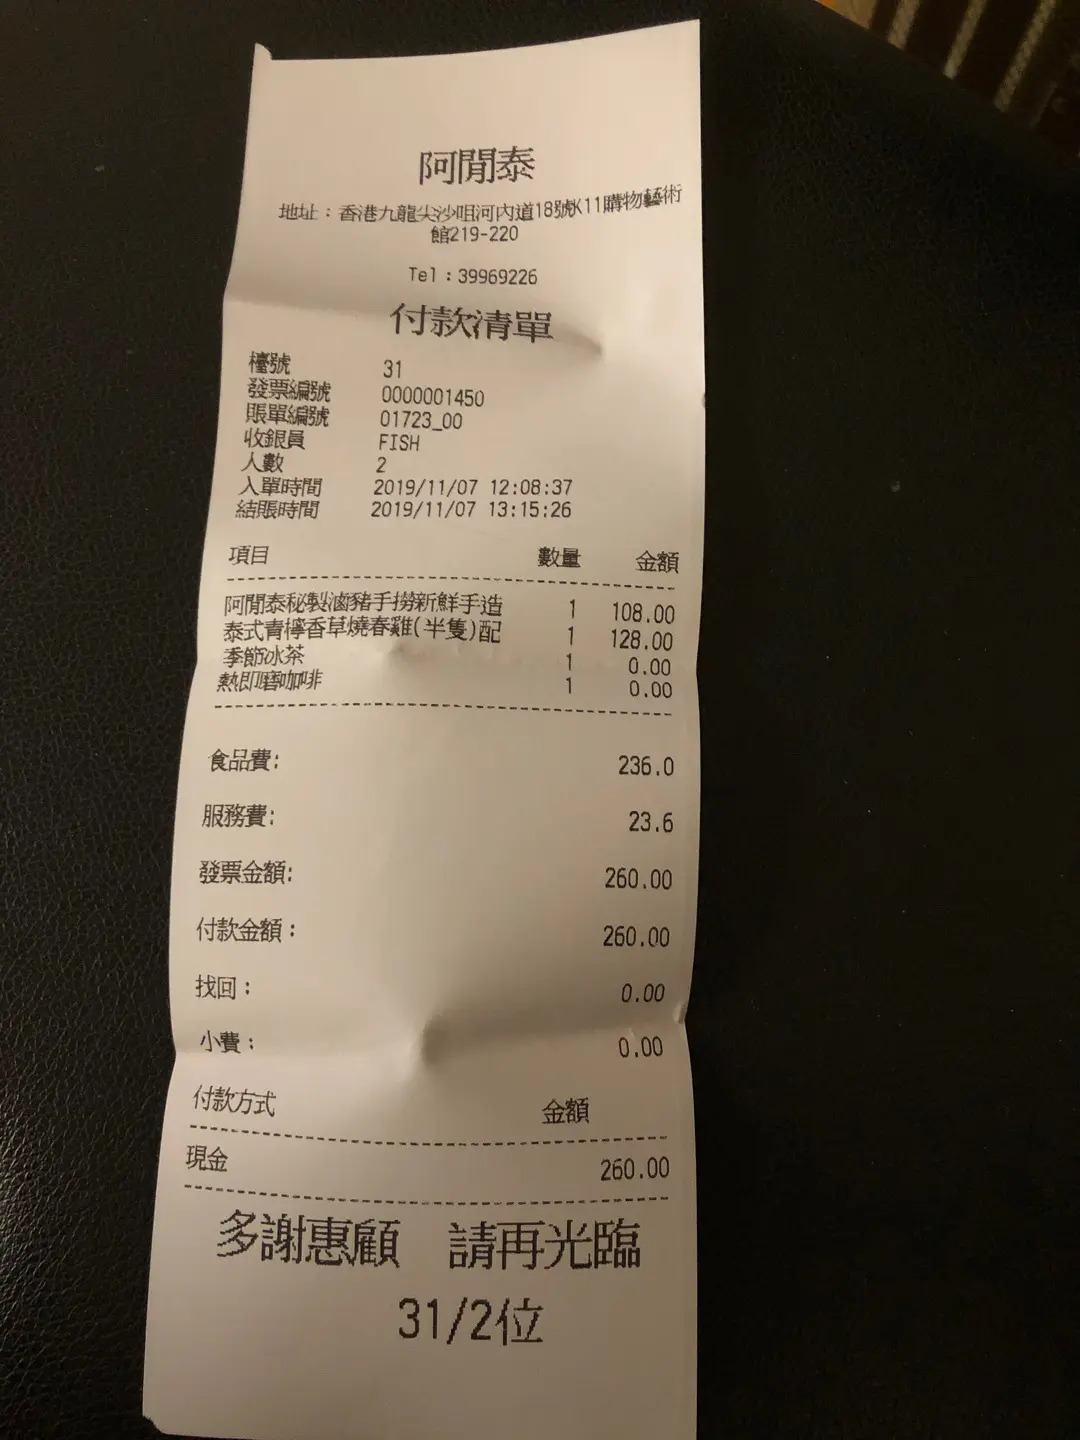 阿閒泰
地址：香港九龍尖沙咀河內道18號K11購物藝術
館219-220
Tel：39969226
付款清單
檯號 31
發票編號 0000001450
賬單編號 01723_00
收銀員 FISH
人數 2
入單時間 2019/11/07 12:08:37
結賬時間 2019/11/07 13:15:26
項目 數量 金額
阿閒泰秘製滷豬手撈新鮮手造 1 108.00
泰式青檸香草燒春雞(半隻)配 1 128.00
季節冰茶 1 0.00
熱即磨咖啡 1 0.00
食品費: 236.0
服務費: 23.6
發票金額: 260.00
付款金額： 260.00
找回： 0.00
小費： 0.00
付款方式 金額
現金 260.00
多謝惠顧 請再光臨
31/2位